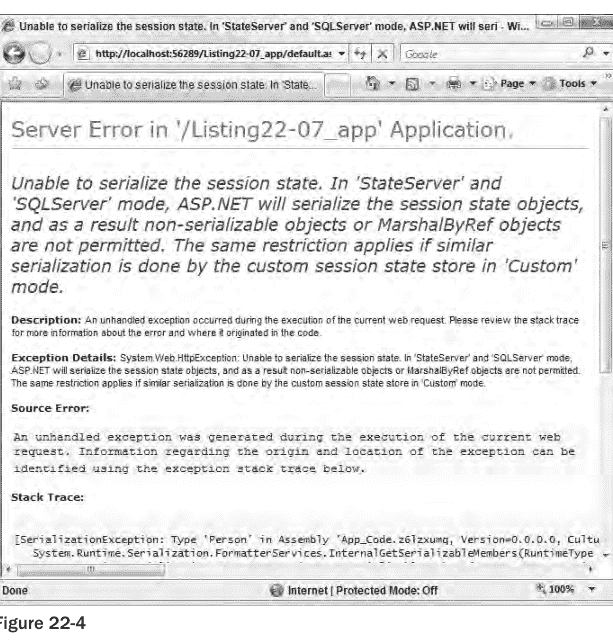 Unable to serialize the session state. In 'StateServer' and 'SQLServer' mode, ASP.NET will seri - Wi...
http://localhost:56289/Listing22-07_app/default.a
Google
Unable to serialize the session state. In 'State...
Page
Tools
Server Error in '/Listing22-07_app' Application.
Unable to serialize the session state. In 'StateServer' and
'SQLServer' mode, ASP.NET will serialize the session state objects,
and as a result non-serializable objects or MarshalByRef objects
are not permitted. The same restriction applies if similar
serialization is done by the custom session state store in 'Custom'
mode.
Description: An unhandled exception occurred during the execution of the current web request. Please review the stack trace
for more information about the error and where it originated in the code.
Exception Details: System.Web.HttpException: Unable to serialize the session state. In 'StateServer' and 'SQLServer' mode,
ASP.NET will serialize the session state objects, and as a result non-serializable objects or MarshalByRef objects are not permitted.
The same restriction applies if similar serialization is done by the custom session state store in 'Custom' mode.
Source Error:
An unhandled exception was generated during the execution of the current web
request. Information regarding the origin and location of the exception can be
identified using the exception stack trace below.
Stack Trace:
[SerializationException: Type 'Person' in Assembly 'App_Code.z6lzxumq, Version=0.0.0.0, Cultu
System.Runtime.Serialization.FormatterServices.InternalGetSerializableMembers(RuntimeType
Done
Internet | Protected Mode: Off
100%
Figure 22-4